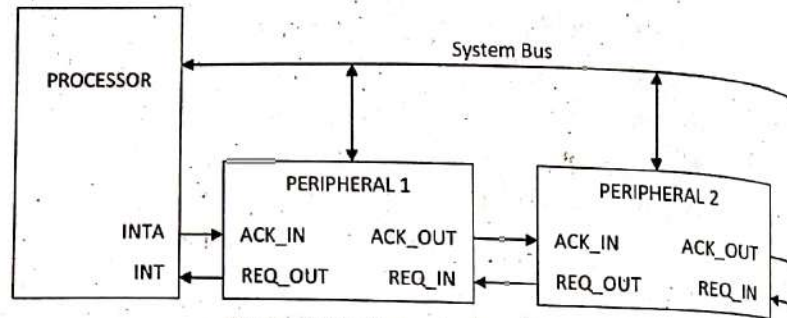 System Bus
PROCESSOR
PERIPHERAL 1
PERIPHERAL 2
INTA
ACK_IN
ACK_OUT
ACK_IN
ACK_OUT
INT
REQ_OUT
REQ_IN
REQ_OUT
REQ_IN